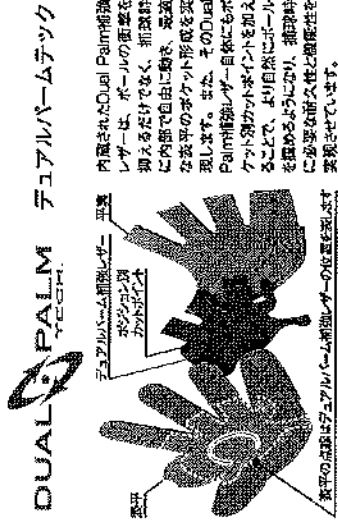 DUAL PALM TECH.
デュアルパームテック
内蔵されたDual Palm補強
レザーは、ボールの衝撃を
抑えるだけでなく、捕球時
に内部で自由に動き、最適
な表平のポケット形成を実
現します。また、そのDual
Palm補強レザー自体にもポ
ケット別カットポイントを加え
ることで、より自然にボール
を掴めるようになり、捕球時
に必要な耐久性と機能性を
実現させています。
デュアルパーム補強レザー
ポジション別
カットポイント
平裏
表平
表平の点線はデュアルパーム補強レザーの位置を表します